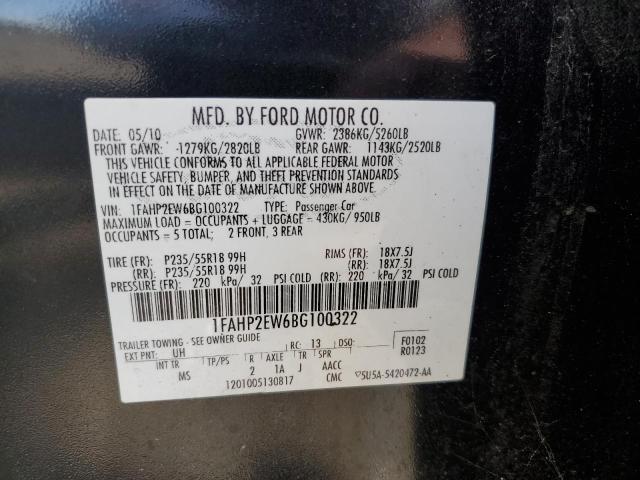 MFD. BY FORD MOTOR CO.
DATE: 05/10 GVWR: 2386KG/5260LB
FRONT GAWR: 1279KG/2820LB REAR GAWR: 1143KG/2520LB
THIS VEHICLE CONFORMS TO ALL APPLICABLE FEDERAL MOTOR
VEHICLE SAFETY, BUMPER, AND THEFT PREVENTION STANDARDS
IN EFFECT ON THE DATE OF MANUFACTURE SHOWN ABOVE.
VIN: 1FAHP2EW6BG100322 TYPE: Passenger Car
MAXIMUM LOAD = OCCUPANTS + LUGGAGE = 430KG/ 950LB
OCCUPANTS = 5 TOTAL; 2 FRONT, 3 REAR
TIRE (FR): P235/55R18 99H RIMS (FR): 18X7.5J
(RR): P235/55R18 99H (RR): 18X7.5J
PRESSURE (FR): 220 kPa/ 32 PSI COLD (RR): 220 kPa/ 32 PSI COLD
1FAHP2EW6BG100322
TRAILER TOWING - SEE OWNER GUIDE
EXT PNT: UH RC: 13 DSO: F0102
R0123
INT TR TP/PS R AXLE TR SPR
MS 2 1A J AACC
1201005130817 CMC 5U5A-5420472-AA